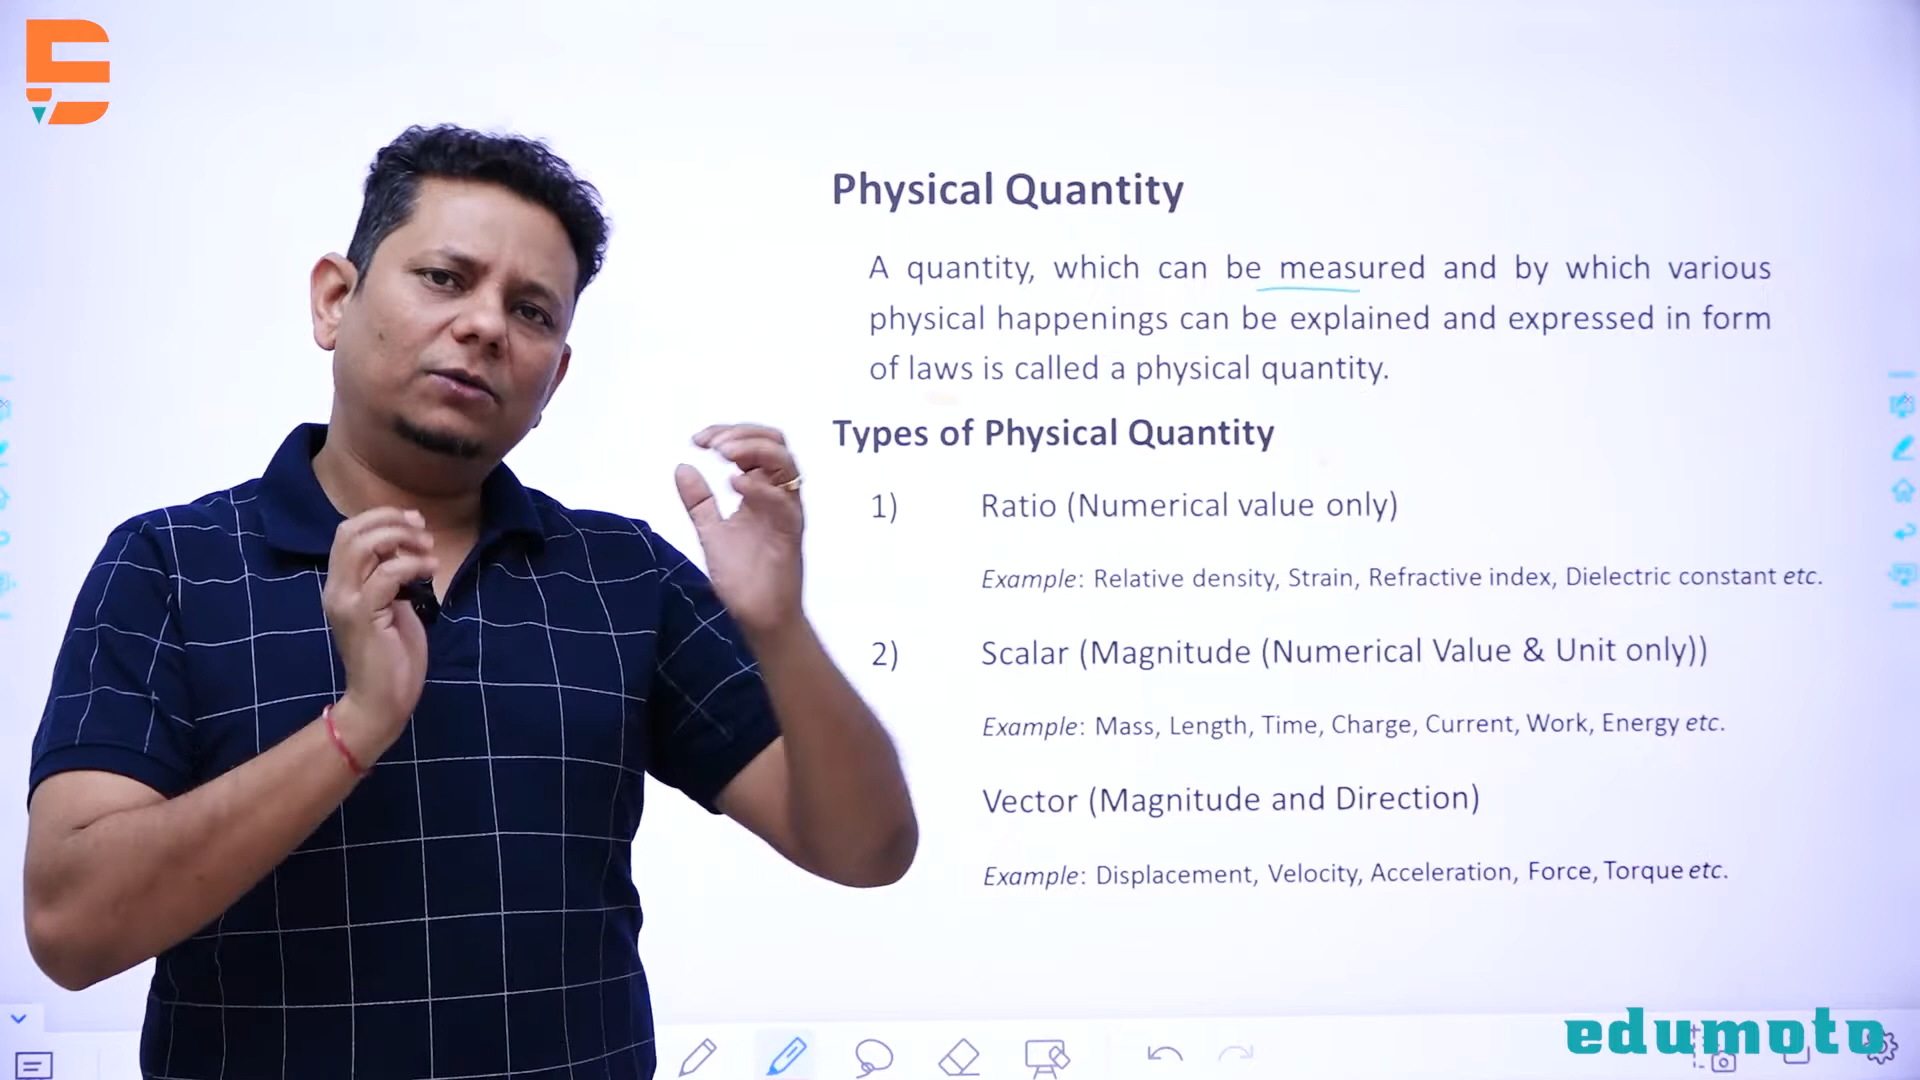 Physical Quantity
A quantity, which can be measured and by which various
physical happenings can be explained and expressed in form
of laws is called a physical quantity.
Types of Physical Quantity
1) Ratio (Numerical value only)
Example: Relative density, Strain, Refractive index, Dielectric constant etc.
2) Scalar (Magnitude (Numerical Value & Unit only))
Example: Mass, Length, Time, Charge, Current, Work, Energy etc.
Vector (Magnitude and Direction)
Example: Displacement, Velocity, Acceleration, Force, Torque etc.
edumoto